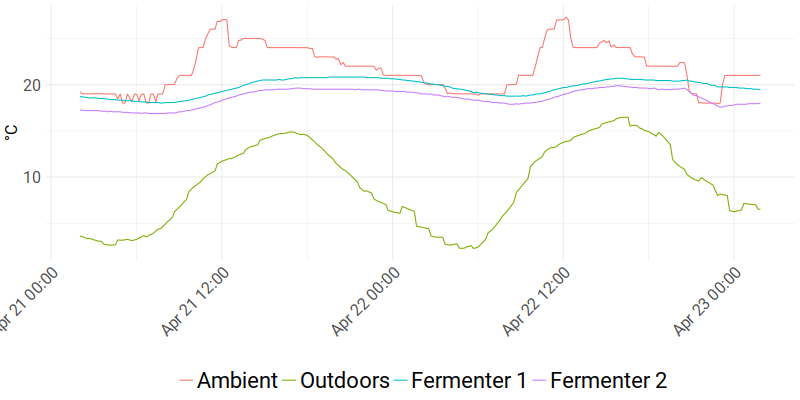 20
°C
10
pr 21 00:00
Apr 21 12:00
Apr 22 00:00
Apr 22 12:00
Apr 23 00:00
Ambient Outdoors Fermenter 1 Fermenter 2